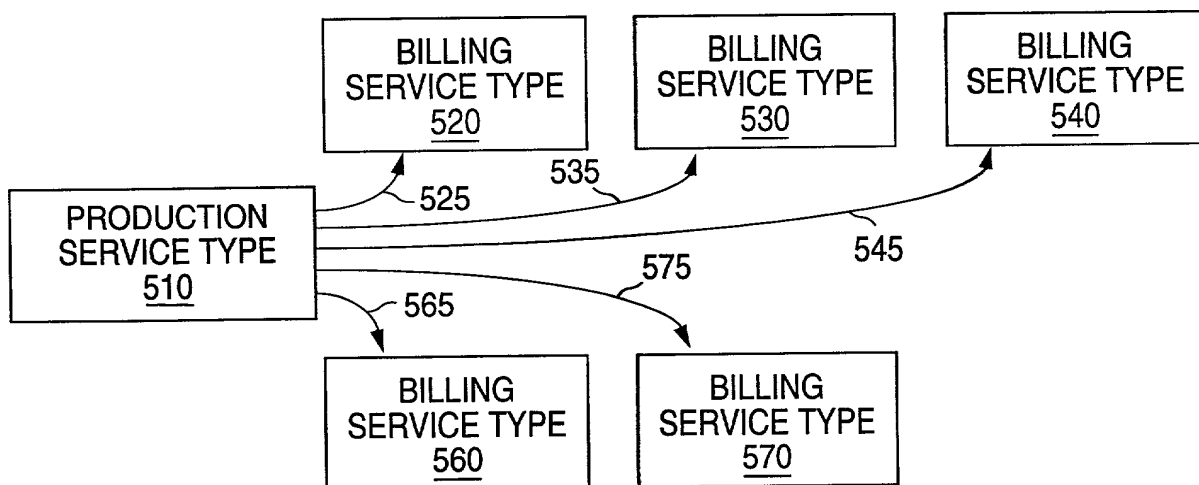 BILLING
SERVICE TYPE
520
BILLING
SERVICE TYPE
530
BILLING
SERVICE TYPE
540
535
525
545
PRODUCTION
SERVICE TYPE
510
575
565
BILLING
SERVICE TYPE
560
BILLING
SERVICE TYPE
570